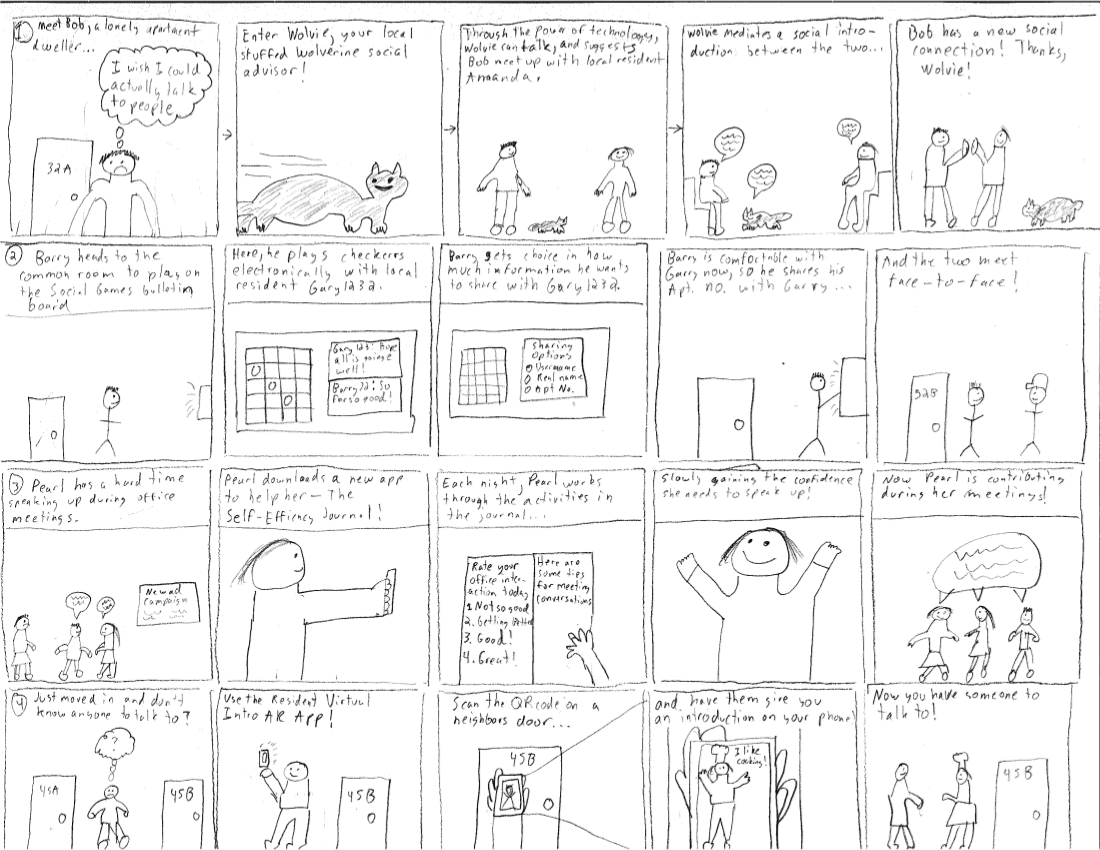 1 Meet Bob, a lonely apartment
dweller...
I wish I could
actually talk
to people
32A
Enter Wolvie, your local
stuffed wolverine social
advisor!
Through the power of technology,
Wolvie can talk, and suggests
Bob meet up with local resident
Amanda.
Wolvie mediates a social intro-
duction between the two...
Bob has a new social
connection! Thanks,
Wolvie!
2 Barry heads to the
common room to play on
the Social Games bulletin
board
Here, he plays checkers
electronically with local
resident Gary1232.
Gary123: Hope
all is going
well!
Barry32: So
far so good!
Barry gets choice in how
much information he wants
to share with Gary1232.
Sharing
Options
Username
Real name
Apt No.
Barry is comfortable with
Garry now, so he shares his
Apt. no. with Garry...
And the two meet
face-to-face!
52B
3 Pearl has a hard time
speaking up during office
meetings.
New ad
Campaign
Pearl downloads a new app
to help her - The
Self-Efficency Journal!
Each night, Pearl works
through the activities in
the journal...
Rate your
office inter-
action today
1. Not so good
2. Getting Better
3. Good!
4. Great!
Here are
some tips
for meeting
conversations
Slowly gaining the confidence
she needs to speak up!
Now Pearl is contributing
during her meetings!
4 Just moved in and don't
know anyone to talk to?
?
45A
45B
Use the Resident Virtual
Intro AR App!
45B
Scan the QR code on a
neighbors door...
45B
and have them give you
an introduction on your phone!
I like
cooking!
Now you have someone to
talk to!
45B